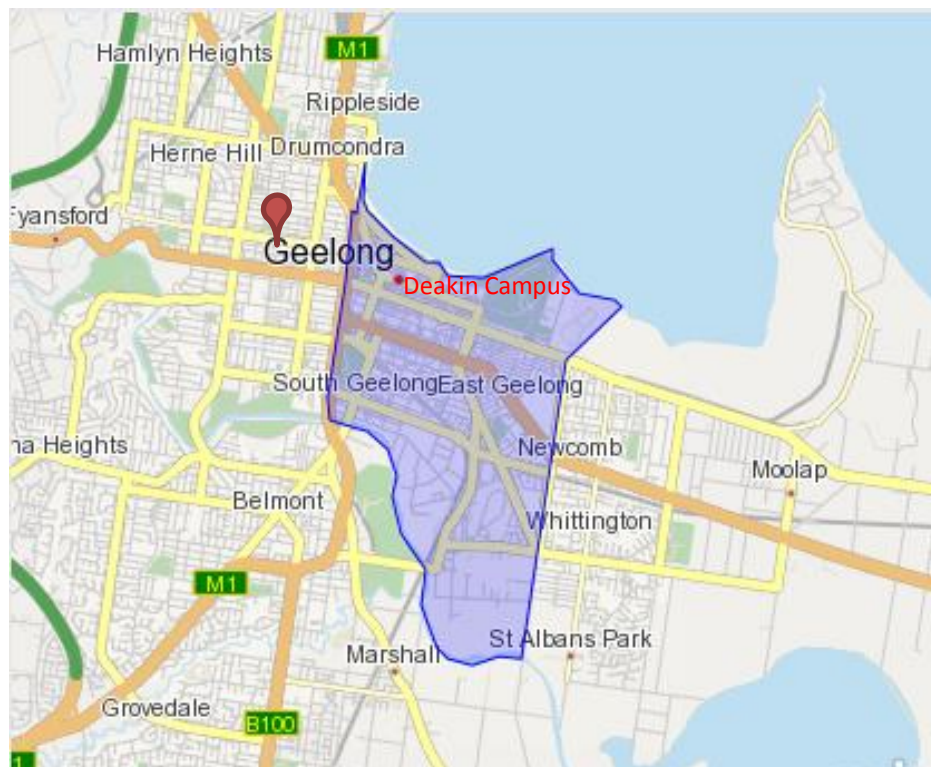 Hamlyn Heights
M1
Rippleside
Herne Hill
Drumcondra
Fyansford
Geelong
Deakin Campus
South Geelong
East Geelong
na Heights
Newcomb
Moolap
Belmont
Whittington
M1
St Albans Park
Marshall
Grovedale
B100
1